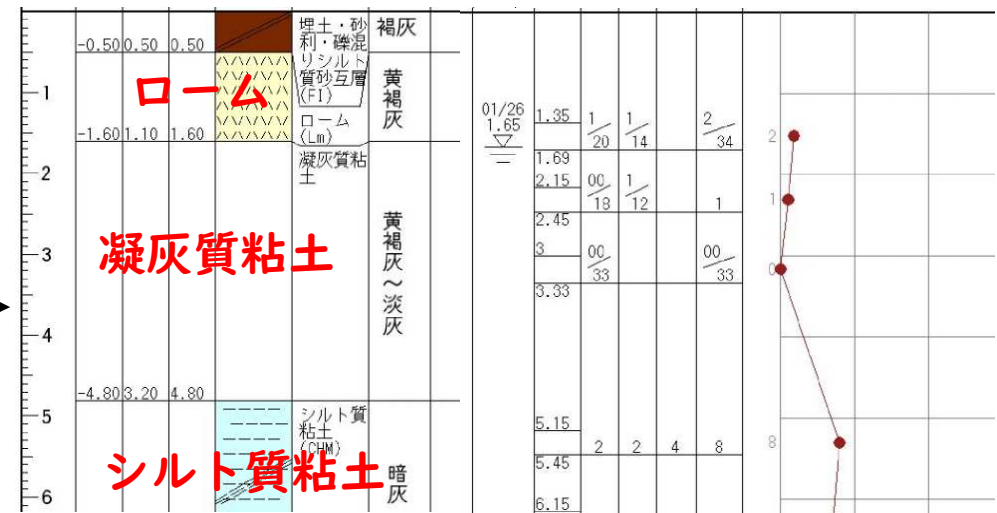 埋土・砂
利・礫混
リシルト
質砂互層
(FI)
褐灰
-0.50 0.50 0.50
ローム
黄褐灰
1
ローム
(Lm)
-1.60 1.10 1.60
凝灰質粘
土
2
黄褐灰～淡灰
凝灰質粘土
3
4
-4.80 3.20 4.80
5
シルト質
粘土
(CHM)
シルト質粘土
暗灰
6
01/26
1.65
1.35 1/20 1/14 2/34
1.69
2.15 00/18 1/12 1
2.45
3 00/33 00/33
3.33
5.15
2 2 4 8
5.45
6.15
2
1
0
8